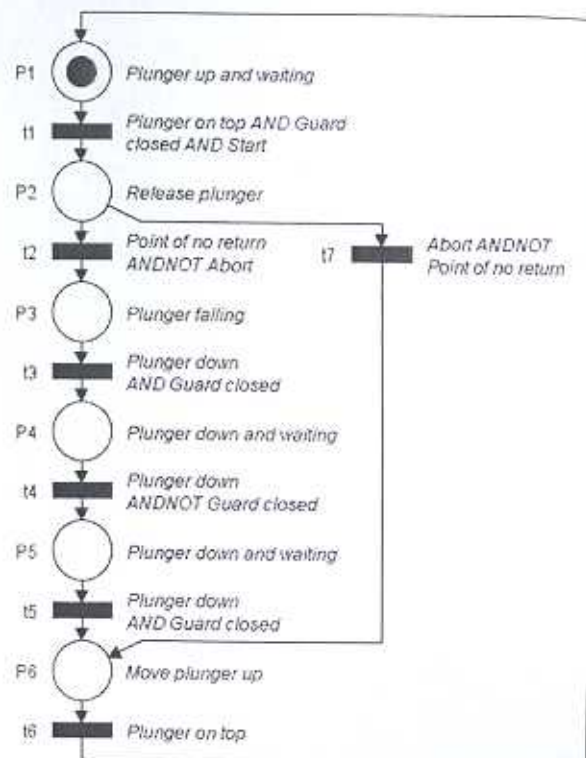 P1 Plunger up and waiting
t1 Plunger on top AND Guard
closed AND Start
P2 Release plunger
t2 Point of no return
ANDNOT Abort
t7 Abort ANDNOT
Point of no return
P3 Plunger falling
t3 Plunger down
AND Guard closed
P4 Plunger down and waiting
t4 Plunger down
ANDNOT Guard closed
P5 Plunger down and waiting
t5 Plunger down
AND Guard closed
P6 Move plunger up
t6 Plunger on top